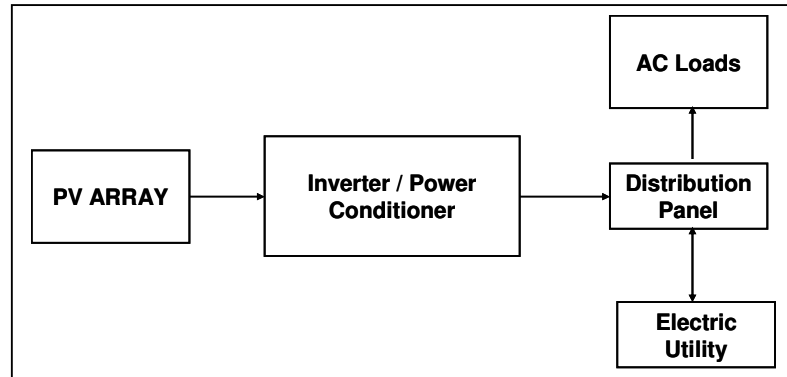 AC Loads
PV ARRAY
Inverter / Power
Conditioner
Distribution
Panel
Electric
Utility